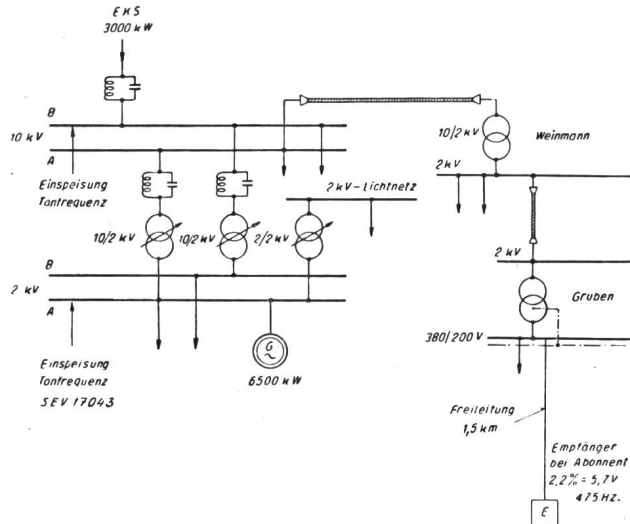 EKS
3000 kW
B
10 kV
A
Einspeisung
Tonfrequenz
10/2 kV
10/2 kV
2/2 kV
2 kV-Lichtnetz
B
2 kV
A
Einspeisung
Tonfrequenz
SEV 17043
G
~
6500 kW
10/2 kV
Weinmann
2 kV
2 kV
Gruben
380/200 V
Freileitung
1,5 km
Empfänger
bei Abonnent
2,2% = 5,7 V
475 Hz.
E